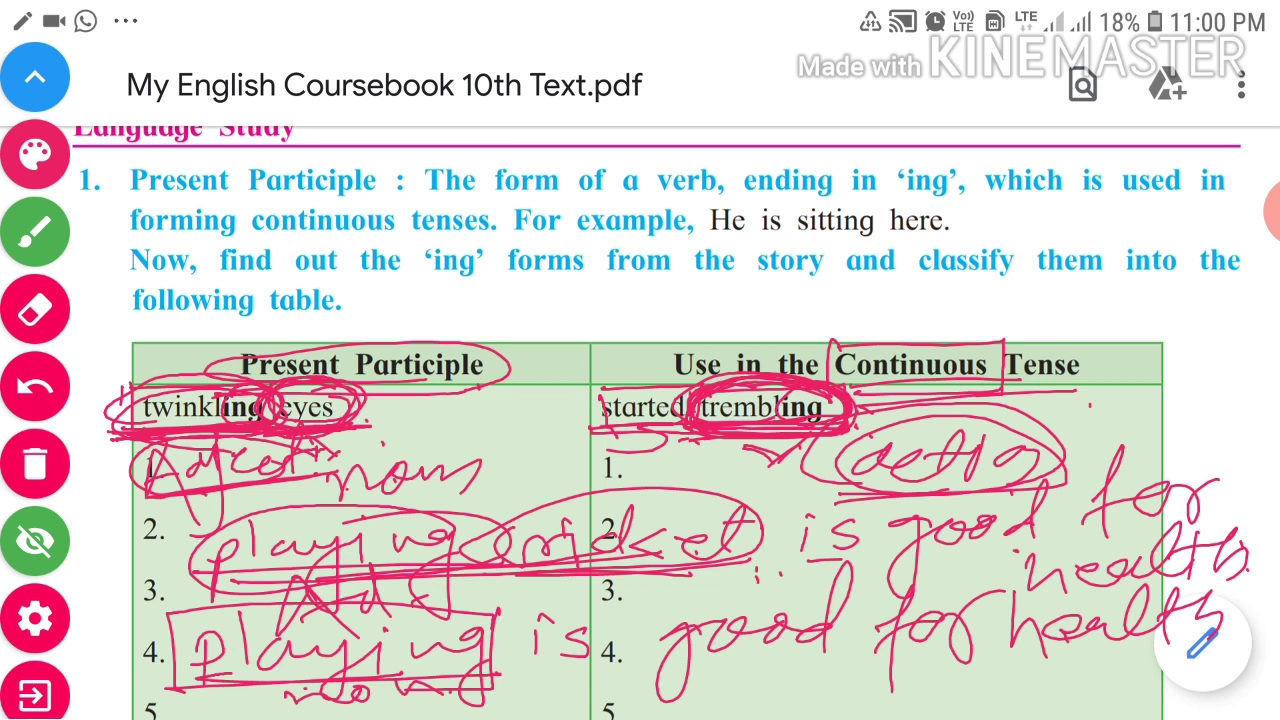 18% 11:00 PM
Made with KINEMASTER
My English Coursebook 10th Text.pdf
Language Study
1. Present Participle : The form of a verb, ending in ‘ing’, which is used in
forming continuous tenses. For example, He is sitting here.
Now, find out the ‘ing’ forms from the story and classify them into the
following table.
Present Participle Use in the Continuous Tense
twinkling eyes started trembling
1. 1.
2. playing cricket 2. is good for
health.
3. Adj 3.
4. playing is 4. good for health
5 5